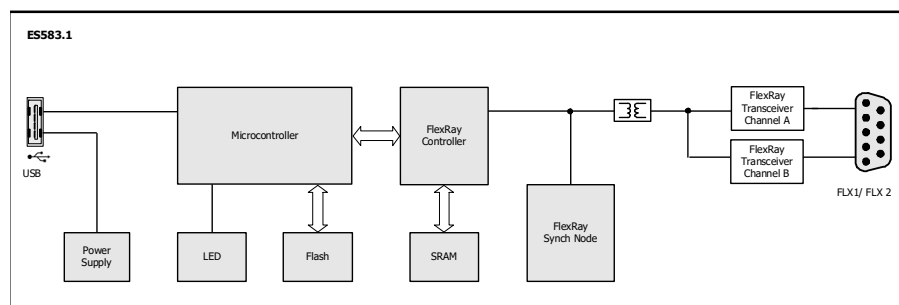 ES583.1
USB
Microcontroller
FlexRay
Controller
FlexRay
Transceiver
Channel A
FlexRay
Transceiver
Channel B
FLX1/ FLX 2
Power
Supply
LED
Flash
SRAM
FlexRay
Synch Node